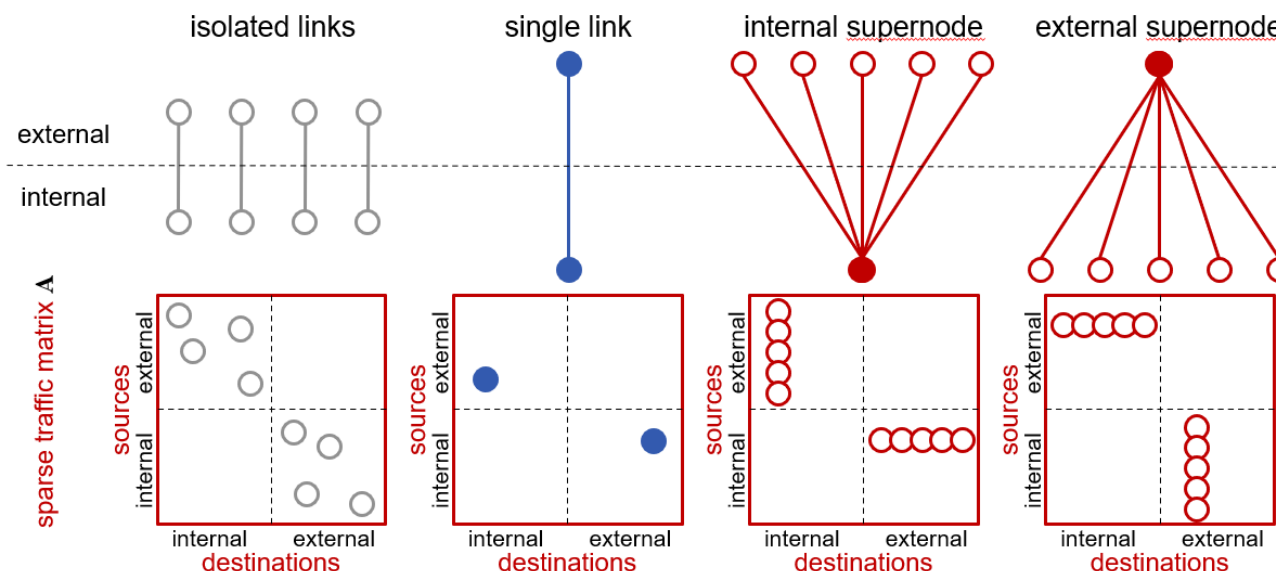 isolated links
single link
internal supernode
external supernode
external
internal
sparse traffic matrix A
sources
external
internal
internal
external
destinations
sources
external
internal
internal
external
destinations
sources
external
internal
internal
external
destinations
sources
external
internal
internal
external
destinations